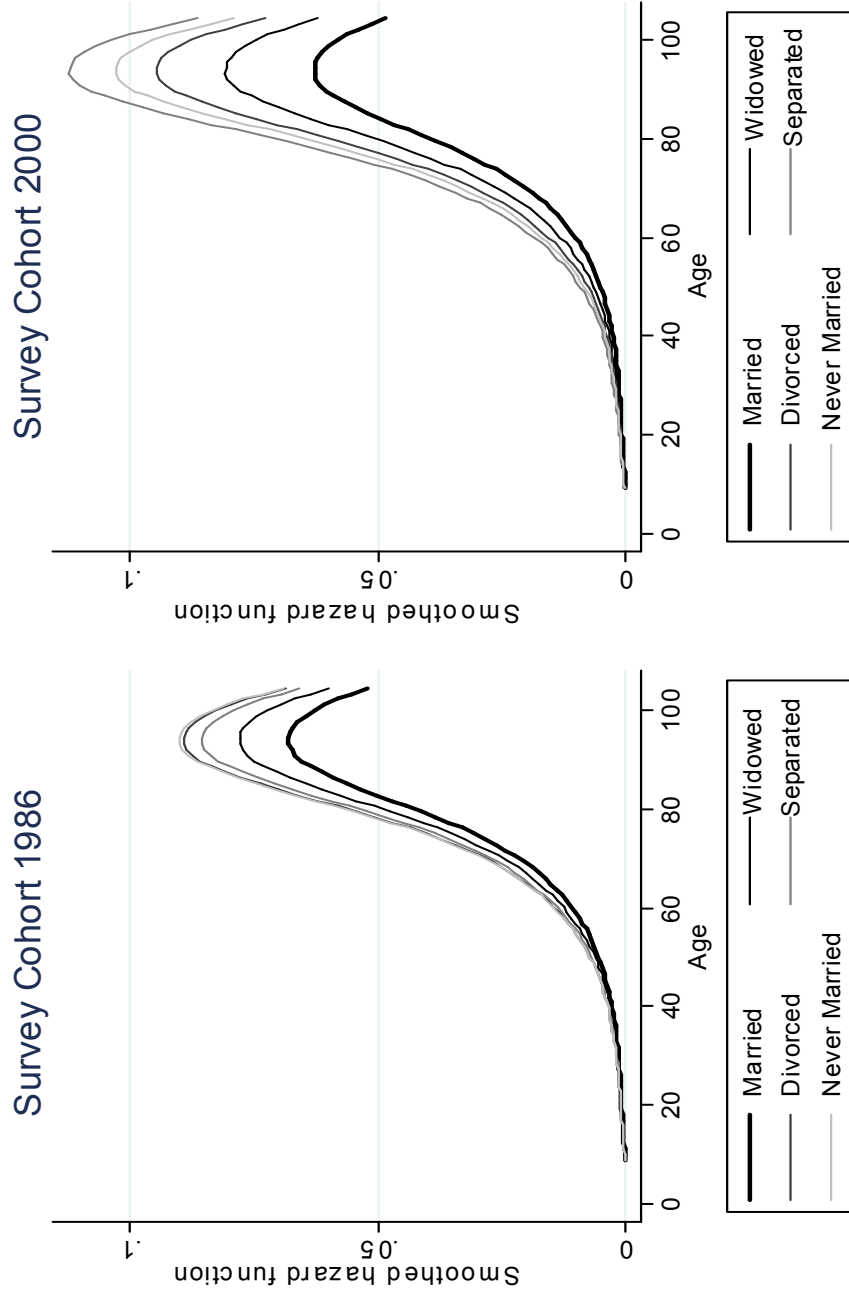 Survey Cohort 1986
Smoothed hazard function
.1
.05
0
0 20 40 60 80 100
Age
Married Widowed
Divorced Separated
Never Married
Survey Cohort 2000
Smoothed hazard function
.1
.05
0
0 20 40 60 80 100
Age
Married Widowed
Divorced Separated
Never Married